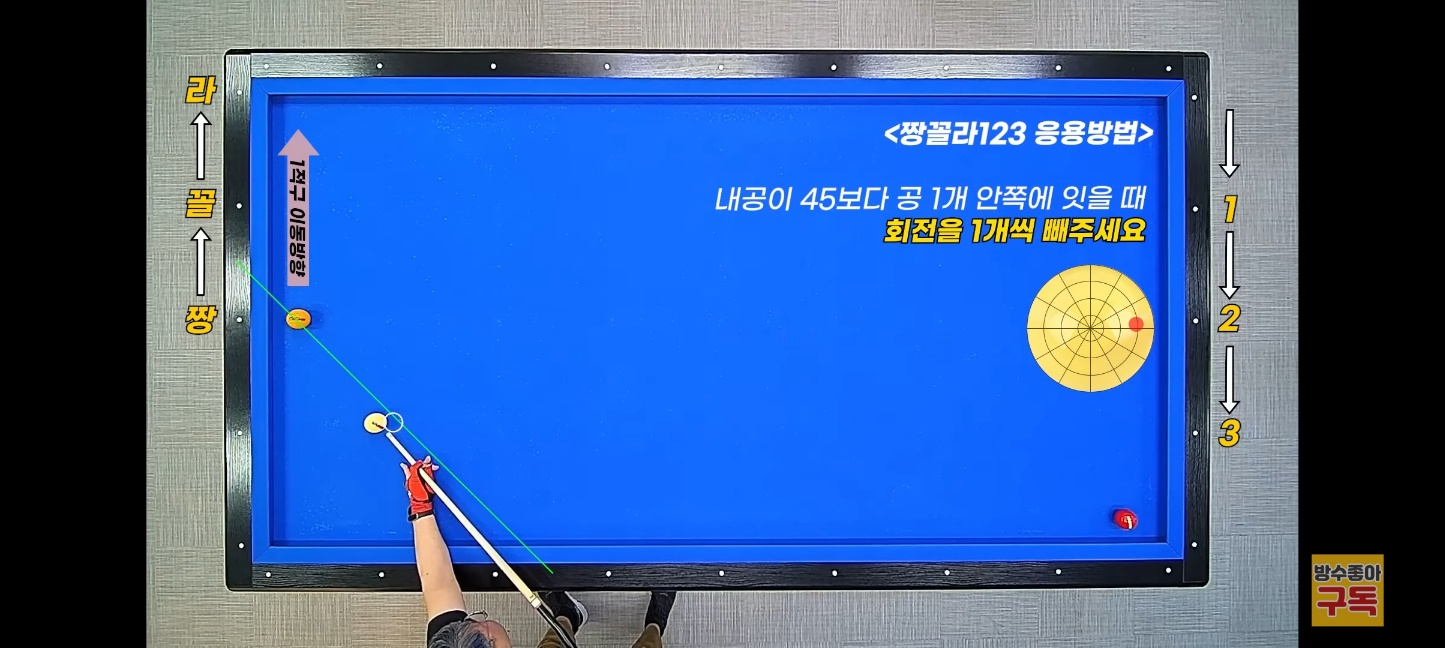 라
꼴
짱
1적구 이동방향
<짱꼴라123 응용방법>
내공이 45보다 공 1개 안쪽에 잇을 때
회전을 1개씩 빼주세요
1
2
3
방수좋아
구독